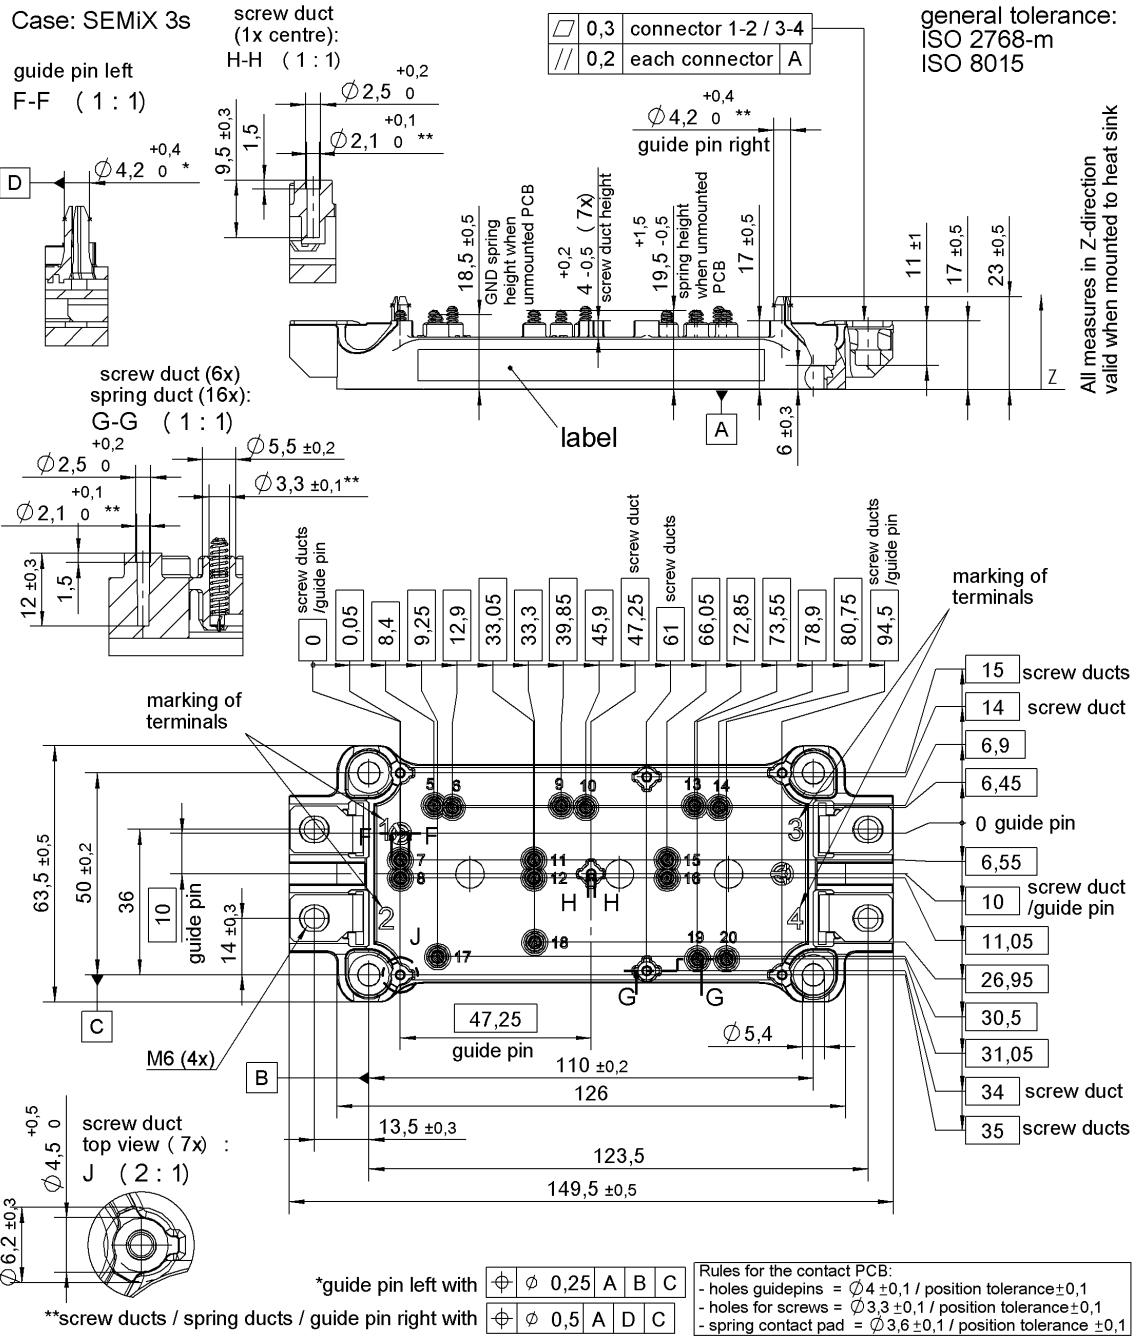 Case: SEMiX 3s
screw duct
(1x centre):
H-H ( 1 : 1 )
guide pin left
F-F ( 1 : 1 )
+0,2
Ø 2,5 0
+0,1
Ø 2,1 0 **
9,5 ±0,3
1,5
+0,4
Ø 4,2 0 *
D
▱ 0,3 connector 1-2 / 3-4
// 0,2 each connector A
general tolerance:
ISO 2768-m
ISO 8015
+0,4
Ø 4,2 0 **
guide pin right
18,5 ±0,5
GND spring
height when
unmounted PCB
+0,2
4 -0,5 ( 7x)
screw duct height
+1,5
19,5 -0,5
spring height
when unmounted
PCB
17 ±0,5
11 ±1
17 ±0,5
23 ±0,5
Z
All measures in Z-direction
valid when mounted to heat sink
6 ±0,3
A
label
screw duct (6x)
spring duct (16x):
G-G ( 1 : 1 )
+0,2
Ø 2,5 0
+0,1
Ø 2,1 0 **
Ø 5,5 ±0,2
Ø 3,3 ±0,1**
12 ±0,3
1,5
screw ducts
/guide pin
screw duct
screw ducts
screw ducts
/guide pin
0
0,05
8,4
9,25
12,9
33,05
33,3
39,85
45,9
47,25
61
66,05
72,85
73,55
78,9
80,75
94,5
marking of
terminals
marking of
terminals
15 screw ducts
14 screw duct
6,9
6,45
0 guide pin
6,55
10 screw duct
/guide pin
11,05
26,95
30,5
31,05
34 screw duct
35 screw ducts
63,5 ±0,5
50 ±0,2
36
10
guide pin
14 ±0,3
C
M6 (4x)
5 6 9 10 13 14
1 F F 3
7 11 15
8 12 16
H H
2 4
J
17 18 19 20
G G
47,25
guide pin
Ø 5,4
B
110 ±0,2
126
13,5 ±0,3
123,5
149,5 ±0,5
screw duct
top view ( 7x) :
J ( 2 : 1 )
+0,5
Ø 4,5 0
Ø 6,2 ±0,3
*guide pin left with ⌖ Ø 0,25 A B C
**screw ducts / spring ducts / guide pin right with ⌖ Ø 0,5 A D C
Rules for the contact PCB:
- holes guidepins = Ø 4 ±0,1 / position tolerance±0,1
- holes for screws = Ø 3,3 ±0,1 / position tolerance±0,1
- spring contact pad = Ø 3,6 ±0,1 / position tolerance ±0,1